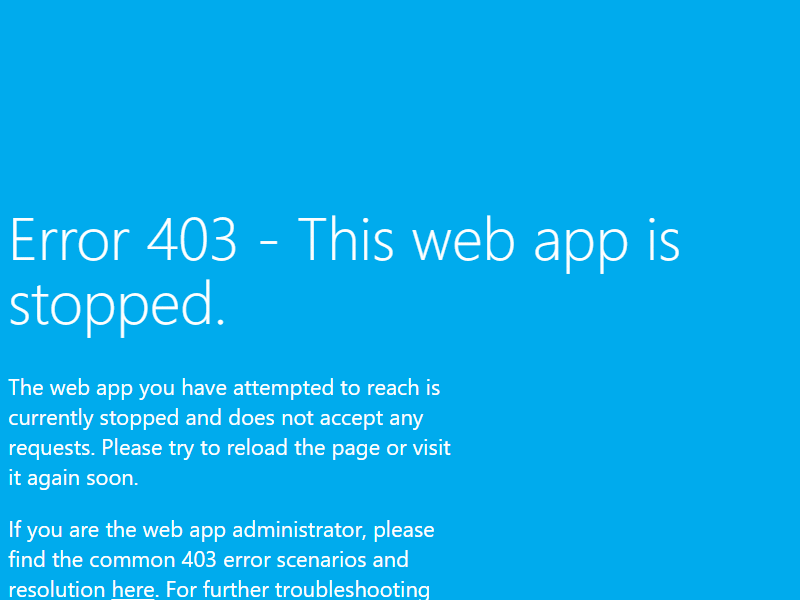 Error 403 - This web app is
stopped.
The web app you have attempted to reach is
currently stopped and does not accept any
requests. Please try to reload the page or visit
it again soon.
If you are the web app administrator, please
find the common 403 error scenarios and
resolution here. For further troubleshooting